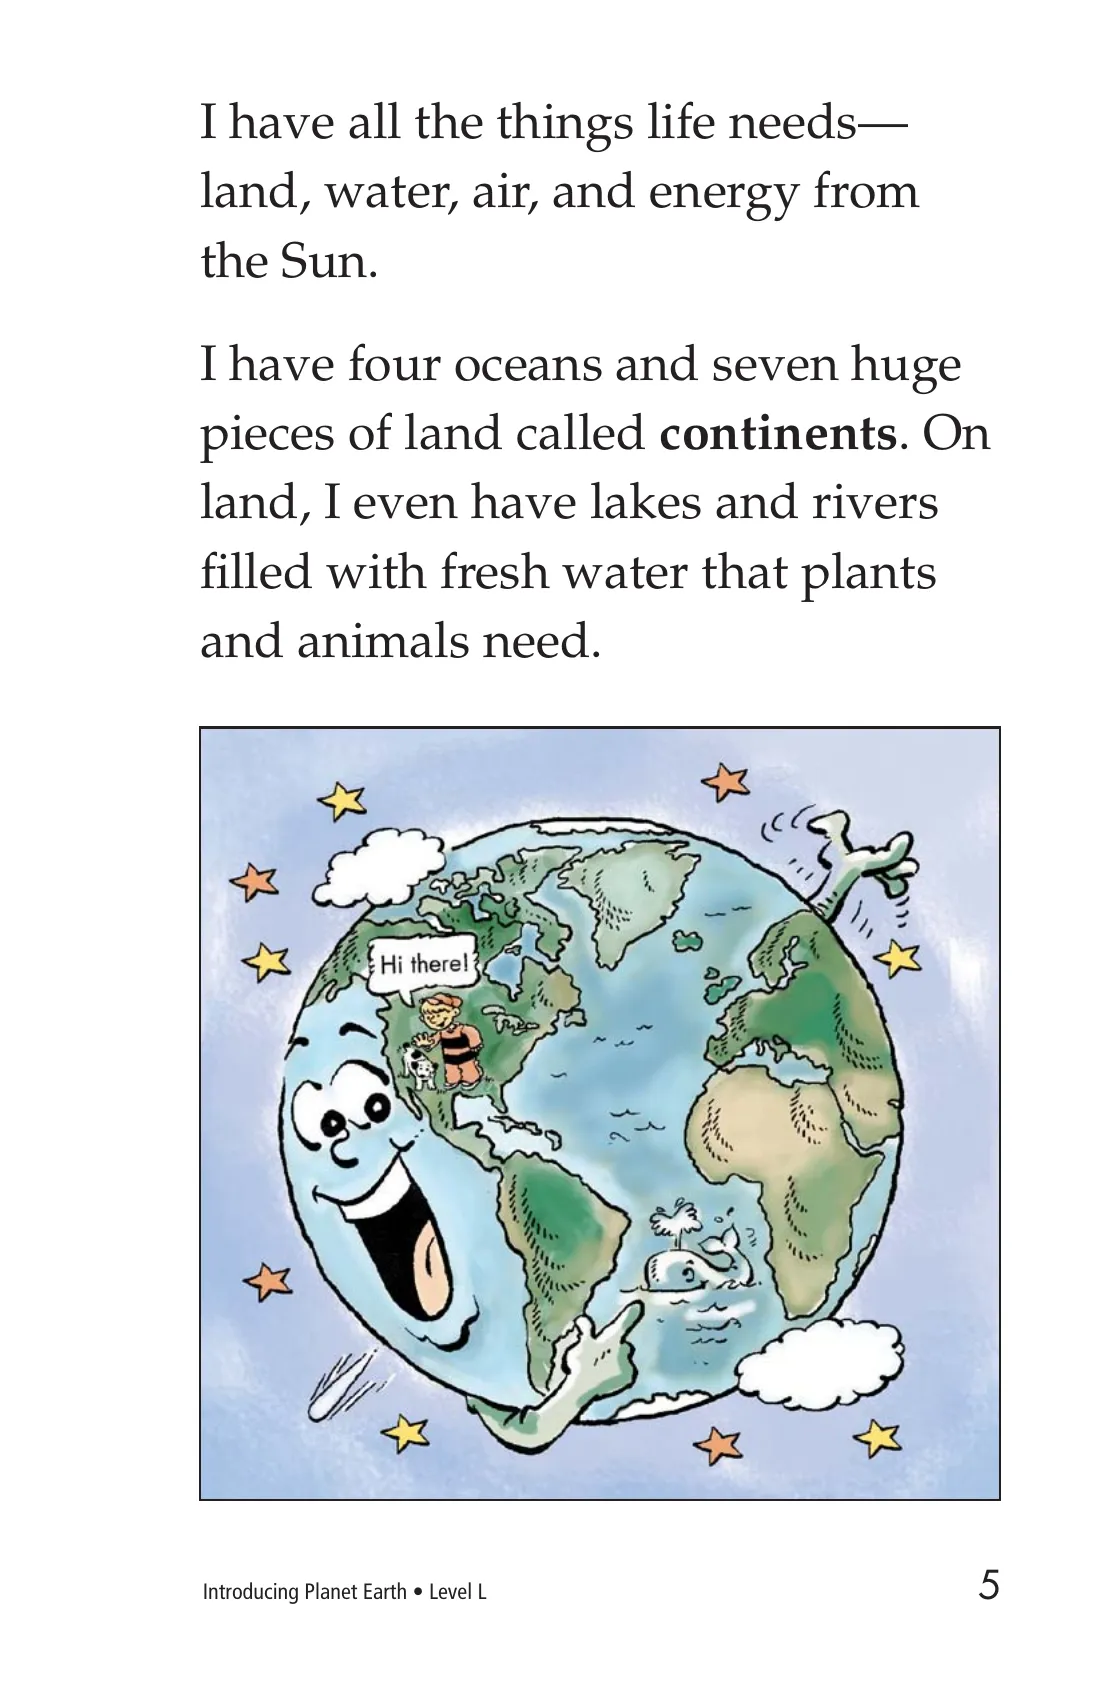 I have all the things life needs—
land, water, air, and energy from
the Sun.
I have four oceans and seven huge
pieces of land called continents. On
land, I even have lakes and rivers
filled with fresh water that plants
and animals need.
Hi there!
Introducing Planet Earth • Level L
5